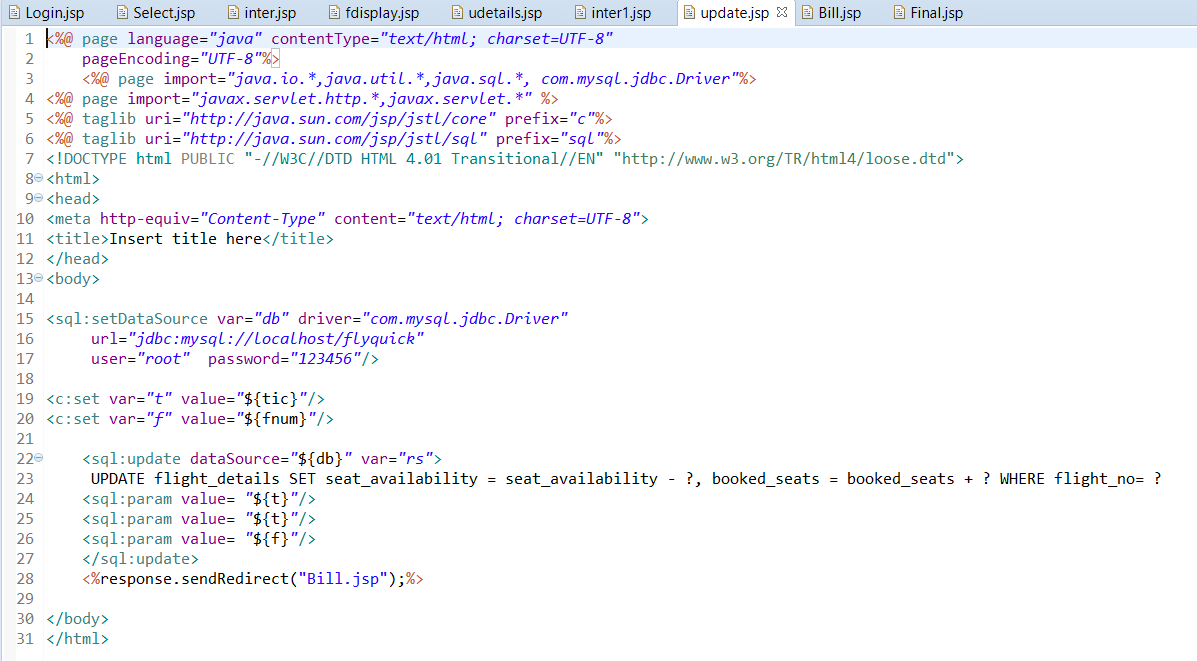 Login.jsp Select.jsp inter.jsp fdisplay.jsp udetails.jsp inter1.jsp update.jsp Bill.jsp Final.jsp
1 <%@ page language="java" contentType="text/html; charset=UTF-8"
2 pageEncoding="UTF-8"%>
3 <%@ page import="java.io.*,java.util.*,java.sql.*, com.mysql.jdbc.Driver"%>
4 <%@ page import="javax.servlet.http.*,javax.servlet.*" %>
5 <%@ taglib uri="http://java.sun.com/jsp/jstl/core" prefix="c"%>
6 <%@ taglib uri="http://java.sun.com/jsp/jstl/sql" prefix="sql"%>
7 <!DOCTYPE html PUBLIC "-//W3C//DTD HTML 4.01 Transitional//EN" "http://www.w3.org/TR/html4/loose.dtd">
8 <html>
9 <head>
10 <meta http-equiv="Content-Type" content="text/html; charset=UTF-8">
11 <title>Insert title here</title>
12 </head>
13 <body>
14
15 <sql:setDataSource var="db" driver="com.mysql.jdbc.Driver"
16 url="jdbc:mysql://localhost/flyquick"
17 user="root"  password="123456"/>
18
19 <c:set var="t" value="${tic}"/>
20 <c:set var="f" value="${fnum}"/>
21
22 <sql:update dataSource="${db}" var="rs">
23 UPDATE flight_details SET seat_availability = seat_availability - ?, booked_seats = booked_seats + ? WHERE flight_no= ?
24 <sql:param value= "${t}"/>
25 <sql:param value= "${t}"/>
26 <sql:param value= "${f}"/>
27 </sql:update>
28 <%response.sendRedirect("Bill.jsp");%>
29
30 </body>
31 </html>